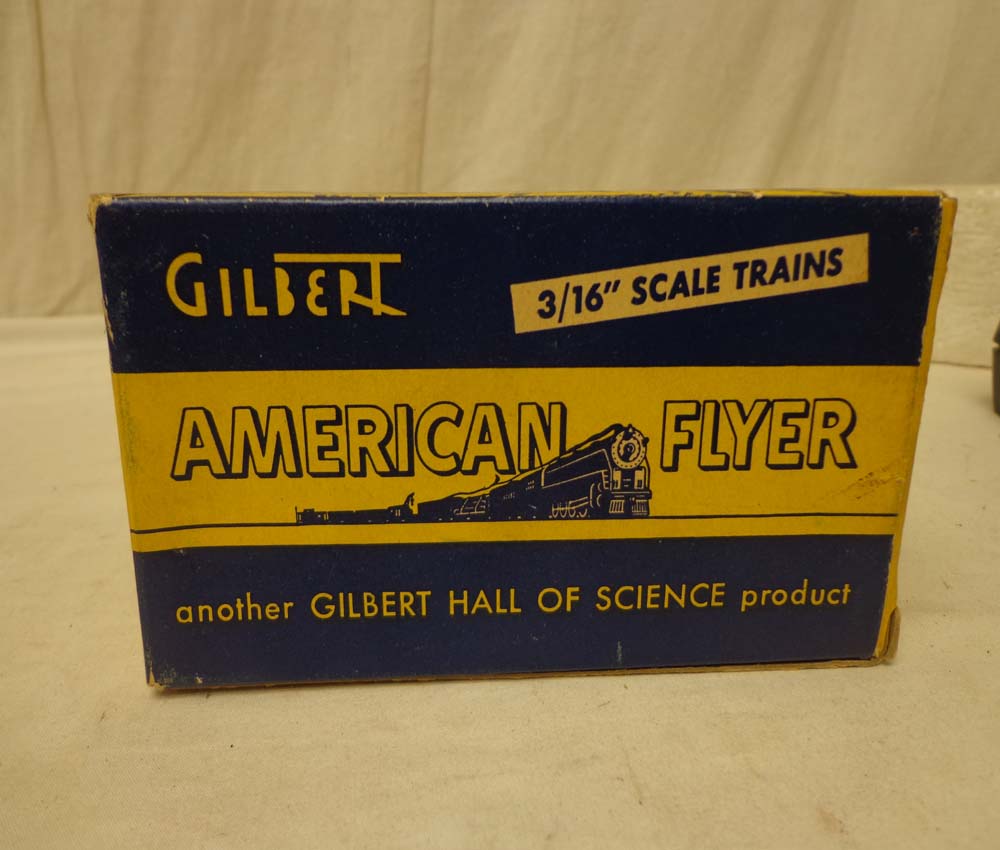 GILBERT
3/16" SCALE TRAINS
AMERICAN FLYER
another GILBERT HALL OF SCIENCE product